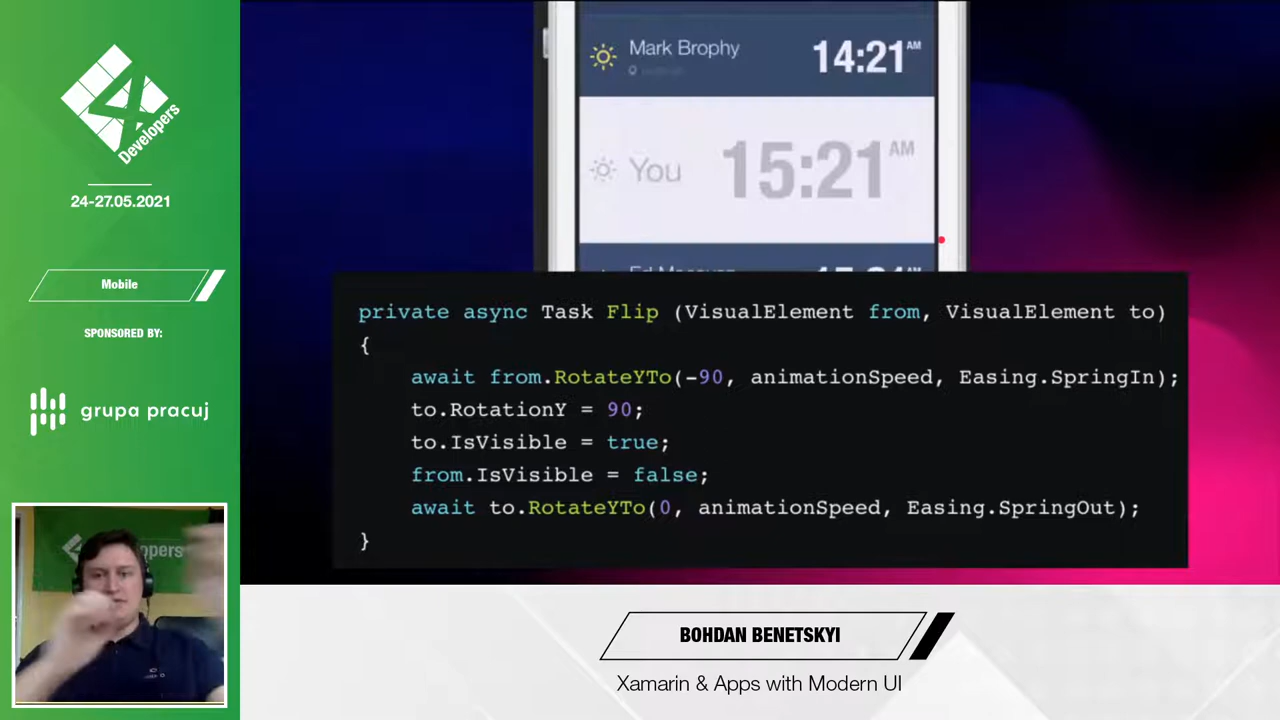 4
Developers
24-27.05.2021
Mobile
SPONSORED BY:
grupa pracuj
Mark Brophy
14:21 AM
You
15:21 AM
private async Task Flip (VisualElement from, VisualElement to)
{
await from.RotateYTo(-90, animationSpeed, Easing.SpringIn);
to.RotationY = 90;
to.IsVisible = true;
from.IsVisible = false;
await to.RotateYTo(0, animationSpeed, Easing.SpringOut);
}
BOHDAN BENETSKYI
Xamarin & Apps with Modern UI